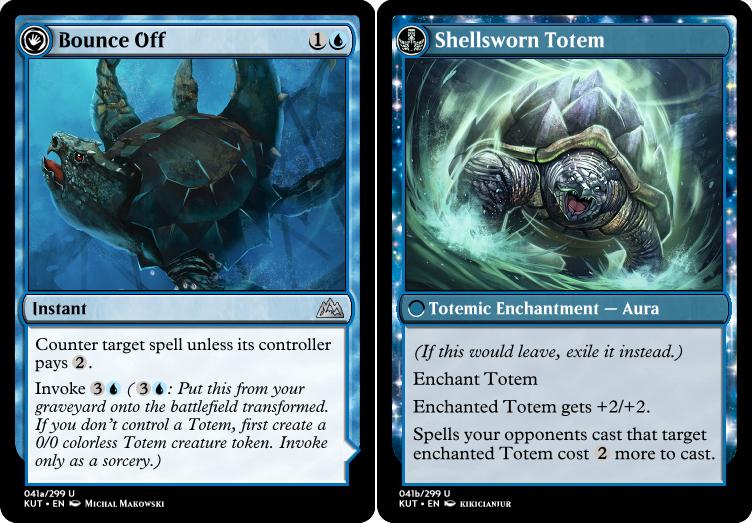 Bounce Off 1
Instant
Counter target spell unless its controller
pays 2.
Invoke 3 ( 3 : Put this from your
graveyard onto the battlefield transformed.
If you don't control a Totem, first create a
0/0 colorless Totem creature token. Invoke
only as a sorcery.)
041a/299 U
KUT • EN Michal Makowski
Shellsworn Totem
Totemic Enchantment — Aura
(If this would leave, exile it instead.)
Enchant Totem
Enchanted Totem gets +2/+2.
Spells your opponents cast that target
enchanted Totem cost 2 more to cast.
041b/299 U
KUT • EN kikicianjur